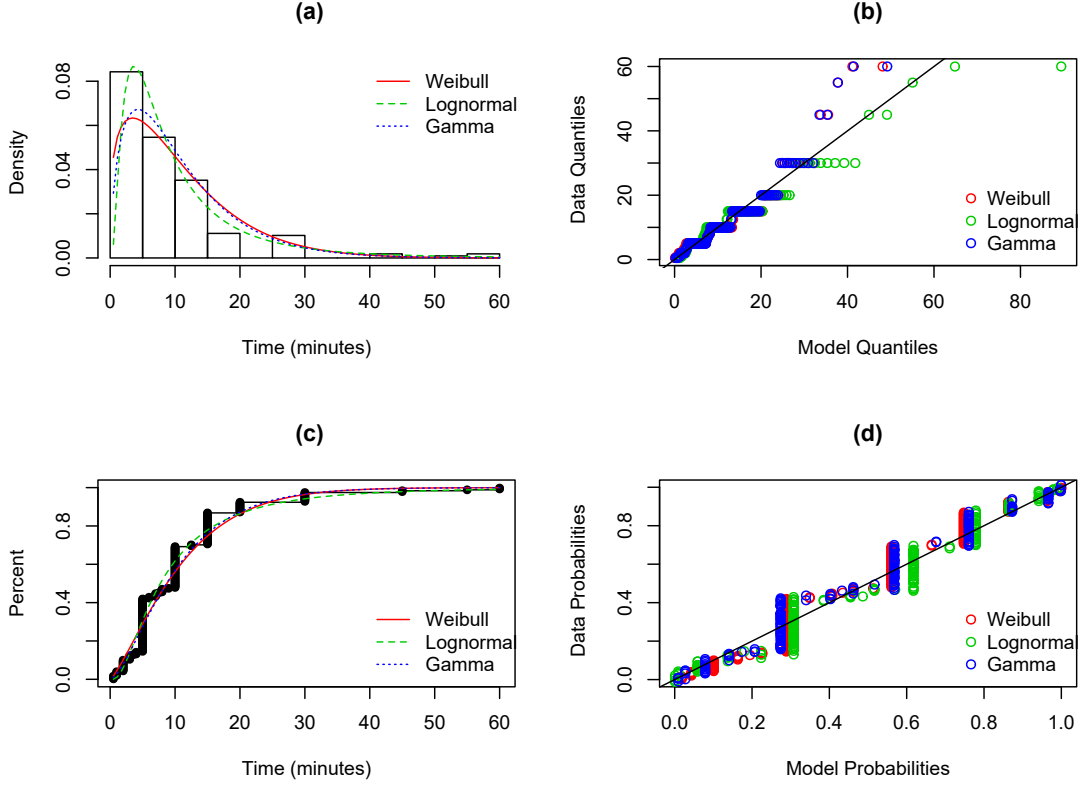 (a)
0.08
0.04
0.00
Density
0 10 20 30 40 50 60
Time (minutes)
Weibull
Lognormal
Gamma
(b)
60
40
20
0
Data Quantiles
0 20 40 60 80
Model Quantiles
Weibull
Lognormal
Gamma
(c)
0.8
0.4
0.0
Percent
0 10 20 30 40 50 60
Time (minutes)
Weibull
Lognormal
Gamma
(d)
0.8
0.4
0.0
Data Probabilities
0.0 0.2 0.4 0.6 0.8 1.0
Model Probabilities
Weibull
Lognormal
Gamma